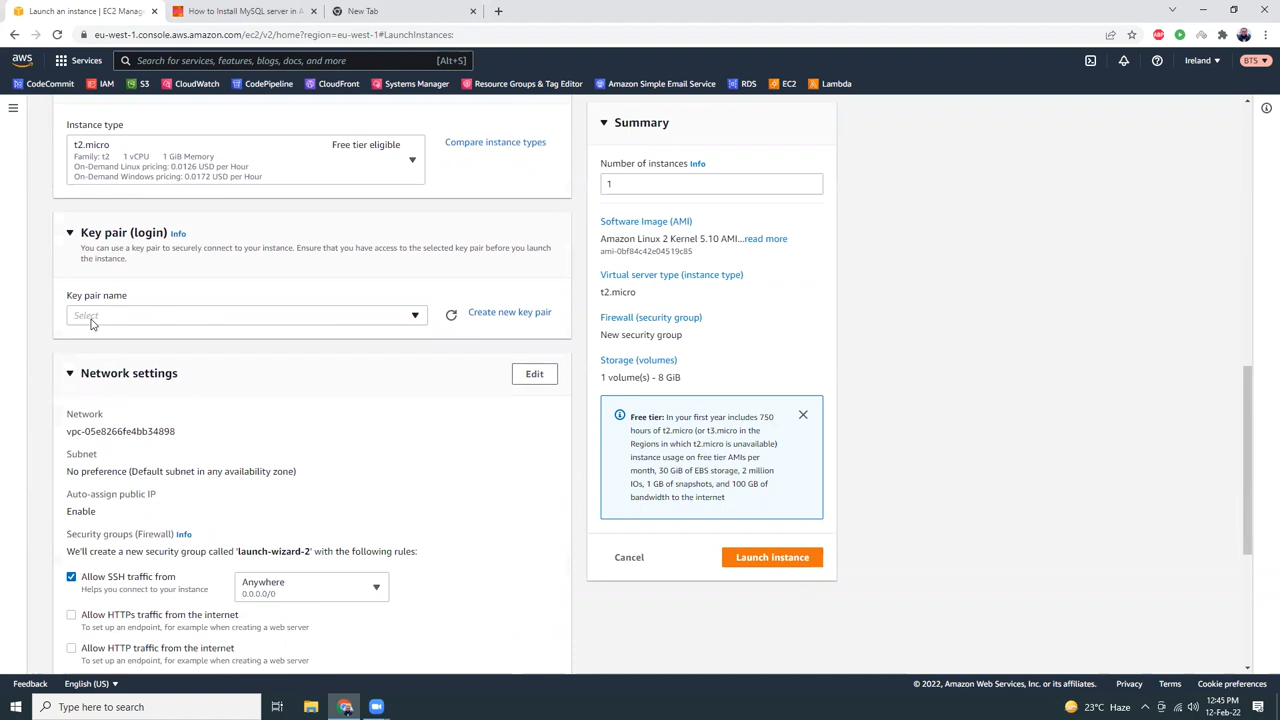 Launch an instance | EC2 Manag
How to Install MySQL server in A
New Tab
eu-west-1.console.aws.amazon.com/ec2/v2/home?region=eu-west-1#LaunchInstances:
aws
Services
Search for services, features, blogs, docs, and more
[Alt+S]
Ireland
BTS
CodeCommit
IAM
S3
CloudWatch
CodePipeline
CloudFront
Systems Manager
Resource Groups & Tag Editor
Amazon Simple Email Service
RDS
EC2
Lambda
Instance type
t2.micro
Free tier eligible
Family: t2 1 vCPU 1 GiB Memory
On-Demand Linux pricing: 0.0126 USD per Hour
On-Demand Windows pricing: 0.0172 USD per Hour
Compare instance types
Key pair (login) Info
You can use a key pair to securely connect to your instance. Ensure that you have access to the selected key pair before you launch
the instance.
Key pair name
Select
Create new key pair
Network settings
Edit
Network
vpc-05e8266fe4bb34898
Subnet
No preference (Default subnet in any availability zone)
Auto-assign public IP
Enable
Security groups (Firewall) Info
We'll create a new security group called 'launch-wizard-2' with the following rules:
Allow SSH traffic from
Helps you connect to your instance
Anywhere
0.0.0.0/0
Allow HTTPs traffic from the internet
To set up an endpoint, for example when creating a web server
Allow HTTP traffic from the internet
To set up an endpoint, for example when creating a web server
Summary
Number of instances Info
1
Software Image (AMI)
Amazon Linux 2 Kernel 5.10 AMI...read more
ami-0bf84c42e04519c85
Virtual server type (instance type)
t2.micro
Firewall (security group)
New security group
Storage (volumes)
1 volume(s) - 8 GiB
Free tier: In your first year includes 750
hours of t2.micro (or t3.micro in the
Regions in which t2.micro is unavailable)
instance usage on free tier AMIs per
month, 30 GiB of EBS storage, 2 million
IOs, 1 GB of snapshots, and 100 GB of
bandwidth to the internet
Cancel
Launch instance
Feedback
English (US)
© 2022, Amazon Web Services, Inc. or its affiliates.
Privacy
Terms
Cookie preferences
Type here to search
23°C Haze
12:45 PM
12-Feb-22